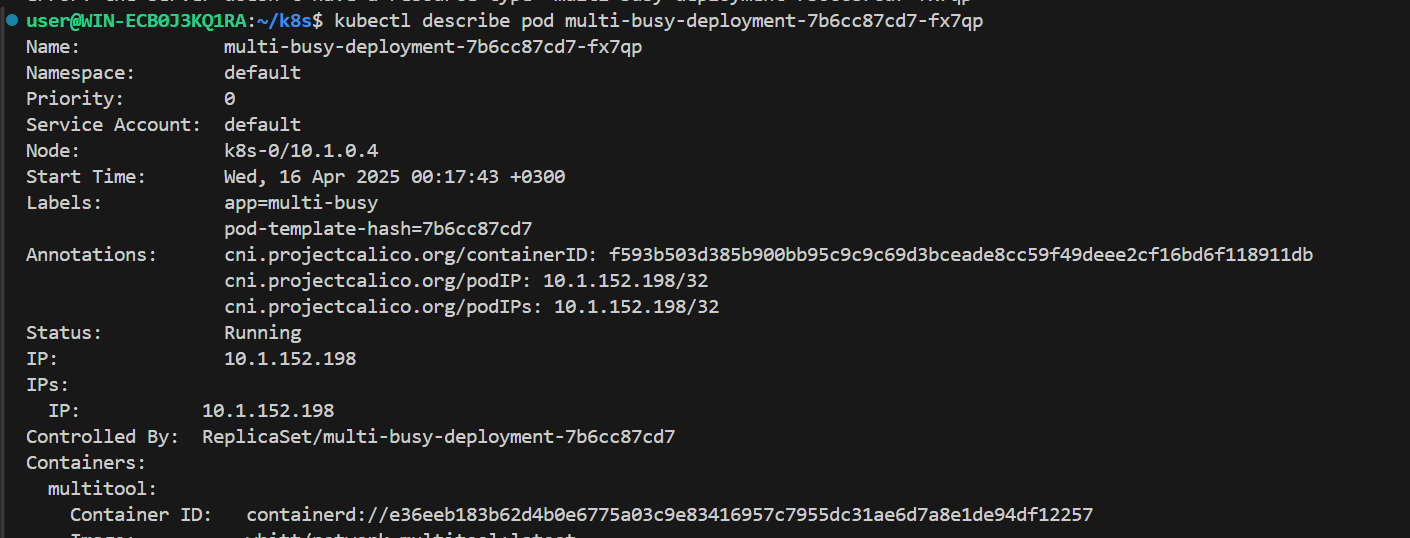 user@WIN-ECB0J3KQ1RA:~/k8s$ kubectl describe pod multi-busy-deployment-7b6cc87cd7-fx7qp
Name:             multi-busy-deployment-7b6cc87cd7-fx7qp
Namespace:        default
Priority:         0
Service Account:  default
Node:             k8s-0/10.1.0.4
Start Time:       Wed, 16 Apr 2025 00:17:43 +0300
Labels:           app=multi-busy
                  pod-template-hash=7b6cc87cd7
Annotations:      cni.projectcalico.org/containerID: f593b503d385b900bb95c9c9c69d3bceade8cc59f49deee2cf16bd6f118911db
                  cni.projectcalico.org/podIP: 10.1.152.198/32
                  cni.projectcalico.org/podIPs: 10.1.152.198/32
Status:           Running
IP:               10.1.152.198
IPs:
  IP:           10.1.152.198
Controlled By:  ReplicaSet/multi-busy-deployment-7b6cc87cd7
Containers:
  multitool:
    Container ID:   containerd://e36eeb183b62d4b0e6775a03c9e83416957c7955dc31ae6d7a8e1de94df12257